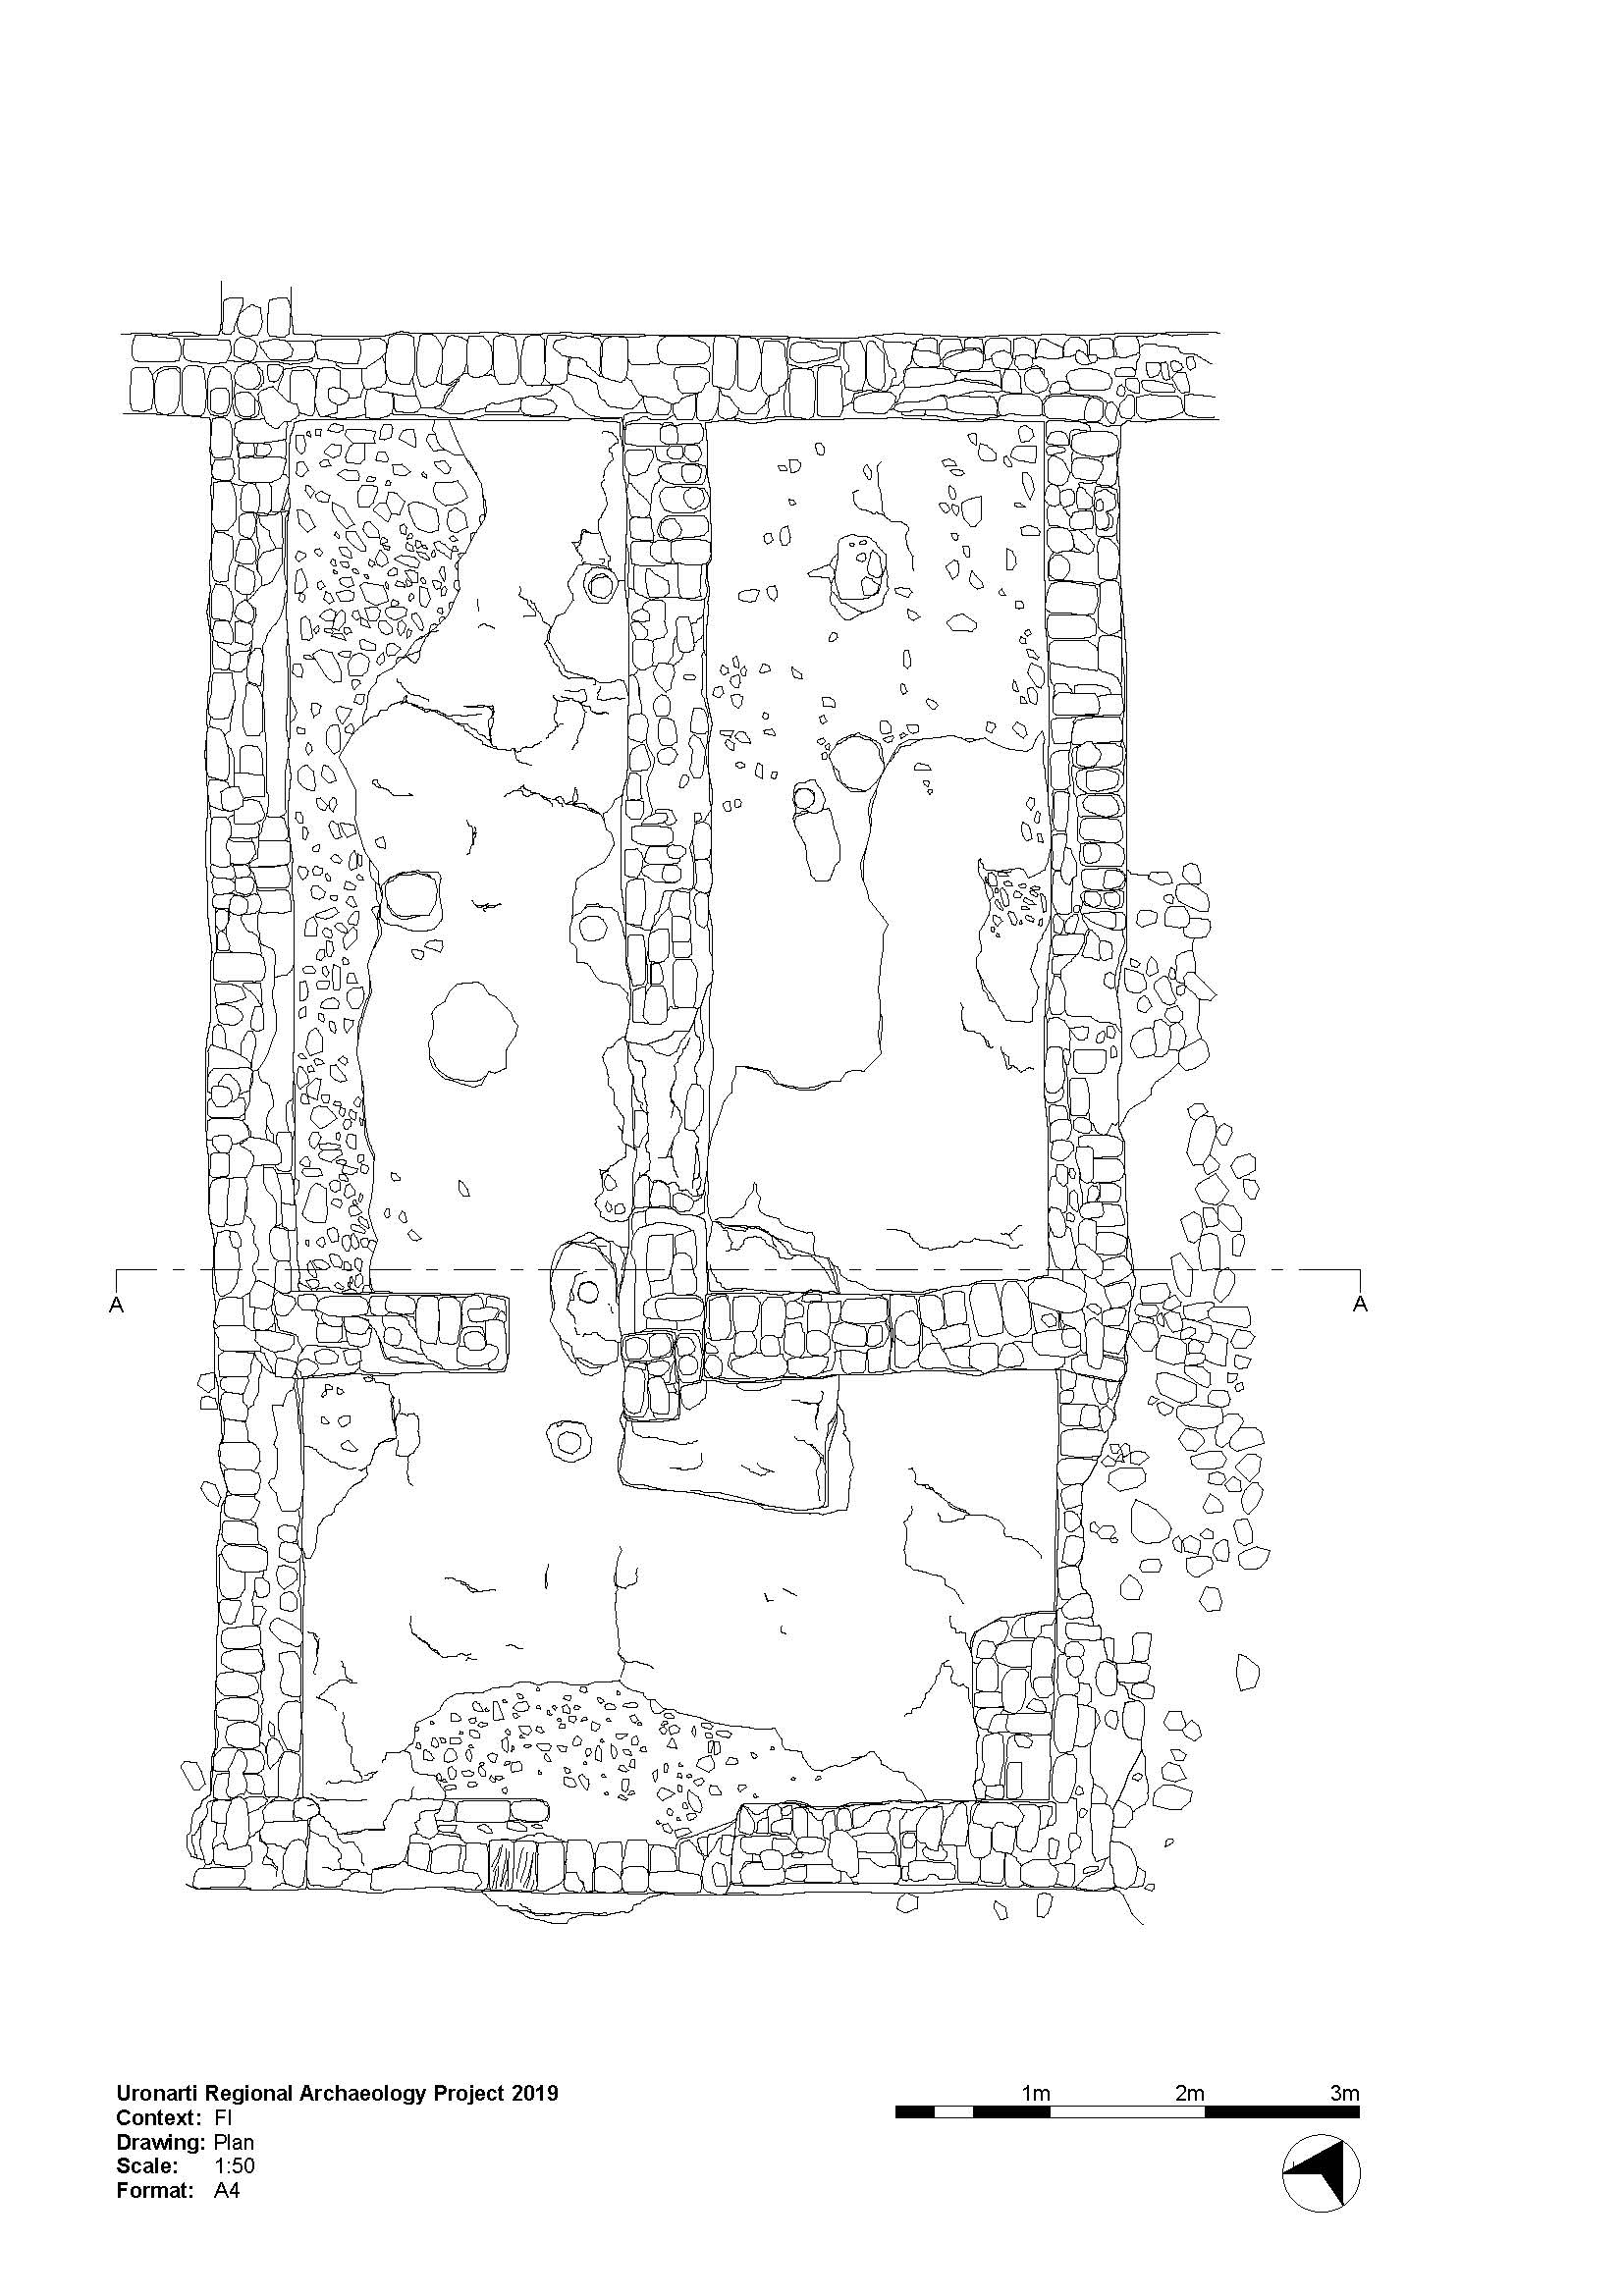 A A
Uronarti Regional Archaeology Project 2019
Context: FI
Drawing: Plan
Scale: 1:50
Format: A4
1m 2m 3m